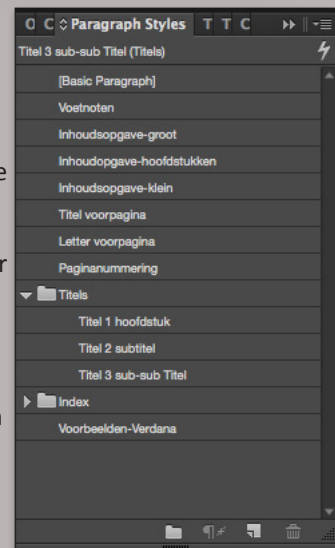 O C Paragraph Styles T T C
Titel 3 sub-sub Titel (Titels)
[Basic Paragraph]
Voetnoten
Inhoudsopgave-groot
Inhoudopgave-hoofdstukken
e
Inhoudsopgave-klein
Titel voorpagina
Letter voorpagina
r
Paginanummering
Titels
Titel 1 hoofdstuk
Titel 2 subtitel
Titel 3 sub-sub Titel
Index
Voorbeelden-Verdana